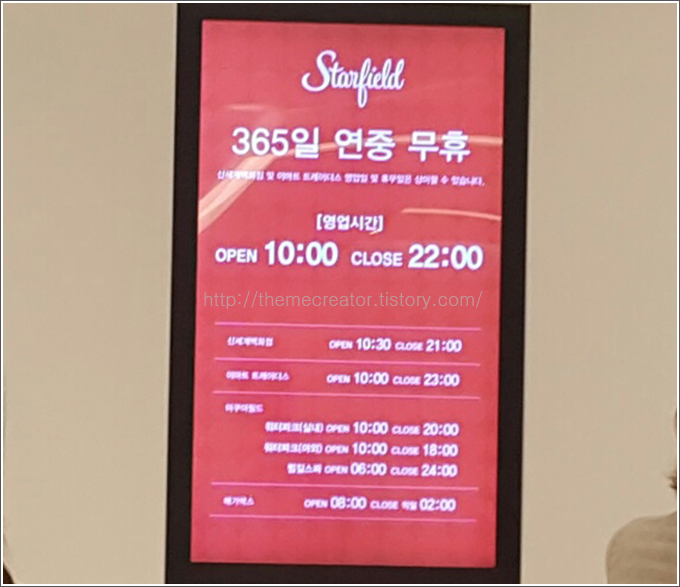 Starfield
365일 연중 무휴
신세계백화점 및 이마트 트레이더스 영업일 및 휴무일은 상이할 수 있습니다.
[영업시간]
OPEN 10:00 CLOSE 22:00
http://themecreator.tistory.com/
신세계백화점 OPEN 10:30 CLOSE 21:00
이마트 트레이더스 OPEN 10:00 CLOSE 23:00
아쿠아필드
워터파크(실내) OPEN 10:00 CLOSE 20:00
워터파크(야외) OPEN 10:00 CLOSE 18:00
찜질스파 OPEN 06:00 CLOSE 24:00
메가박스 OPEN 08:00 CLOSE 익일 02:00